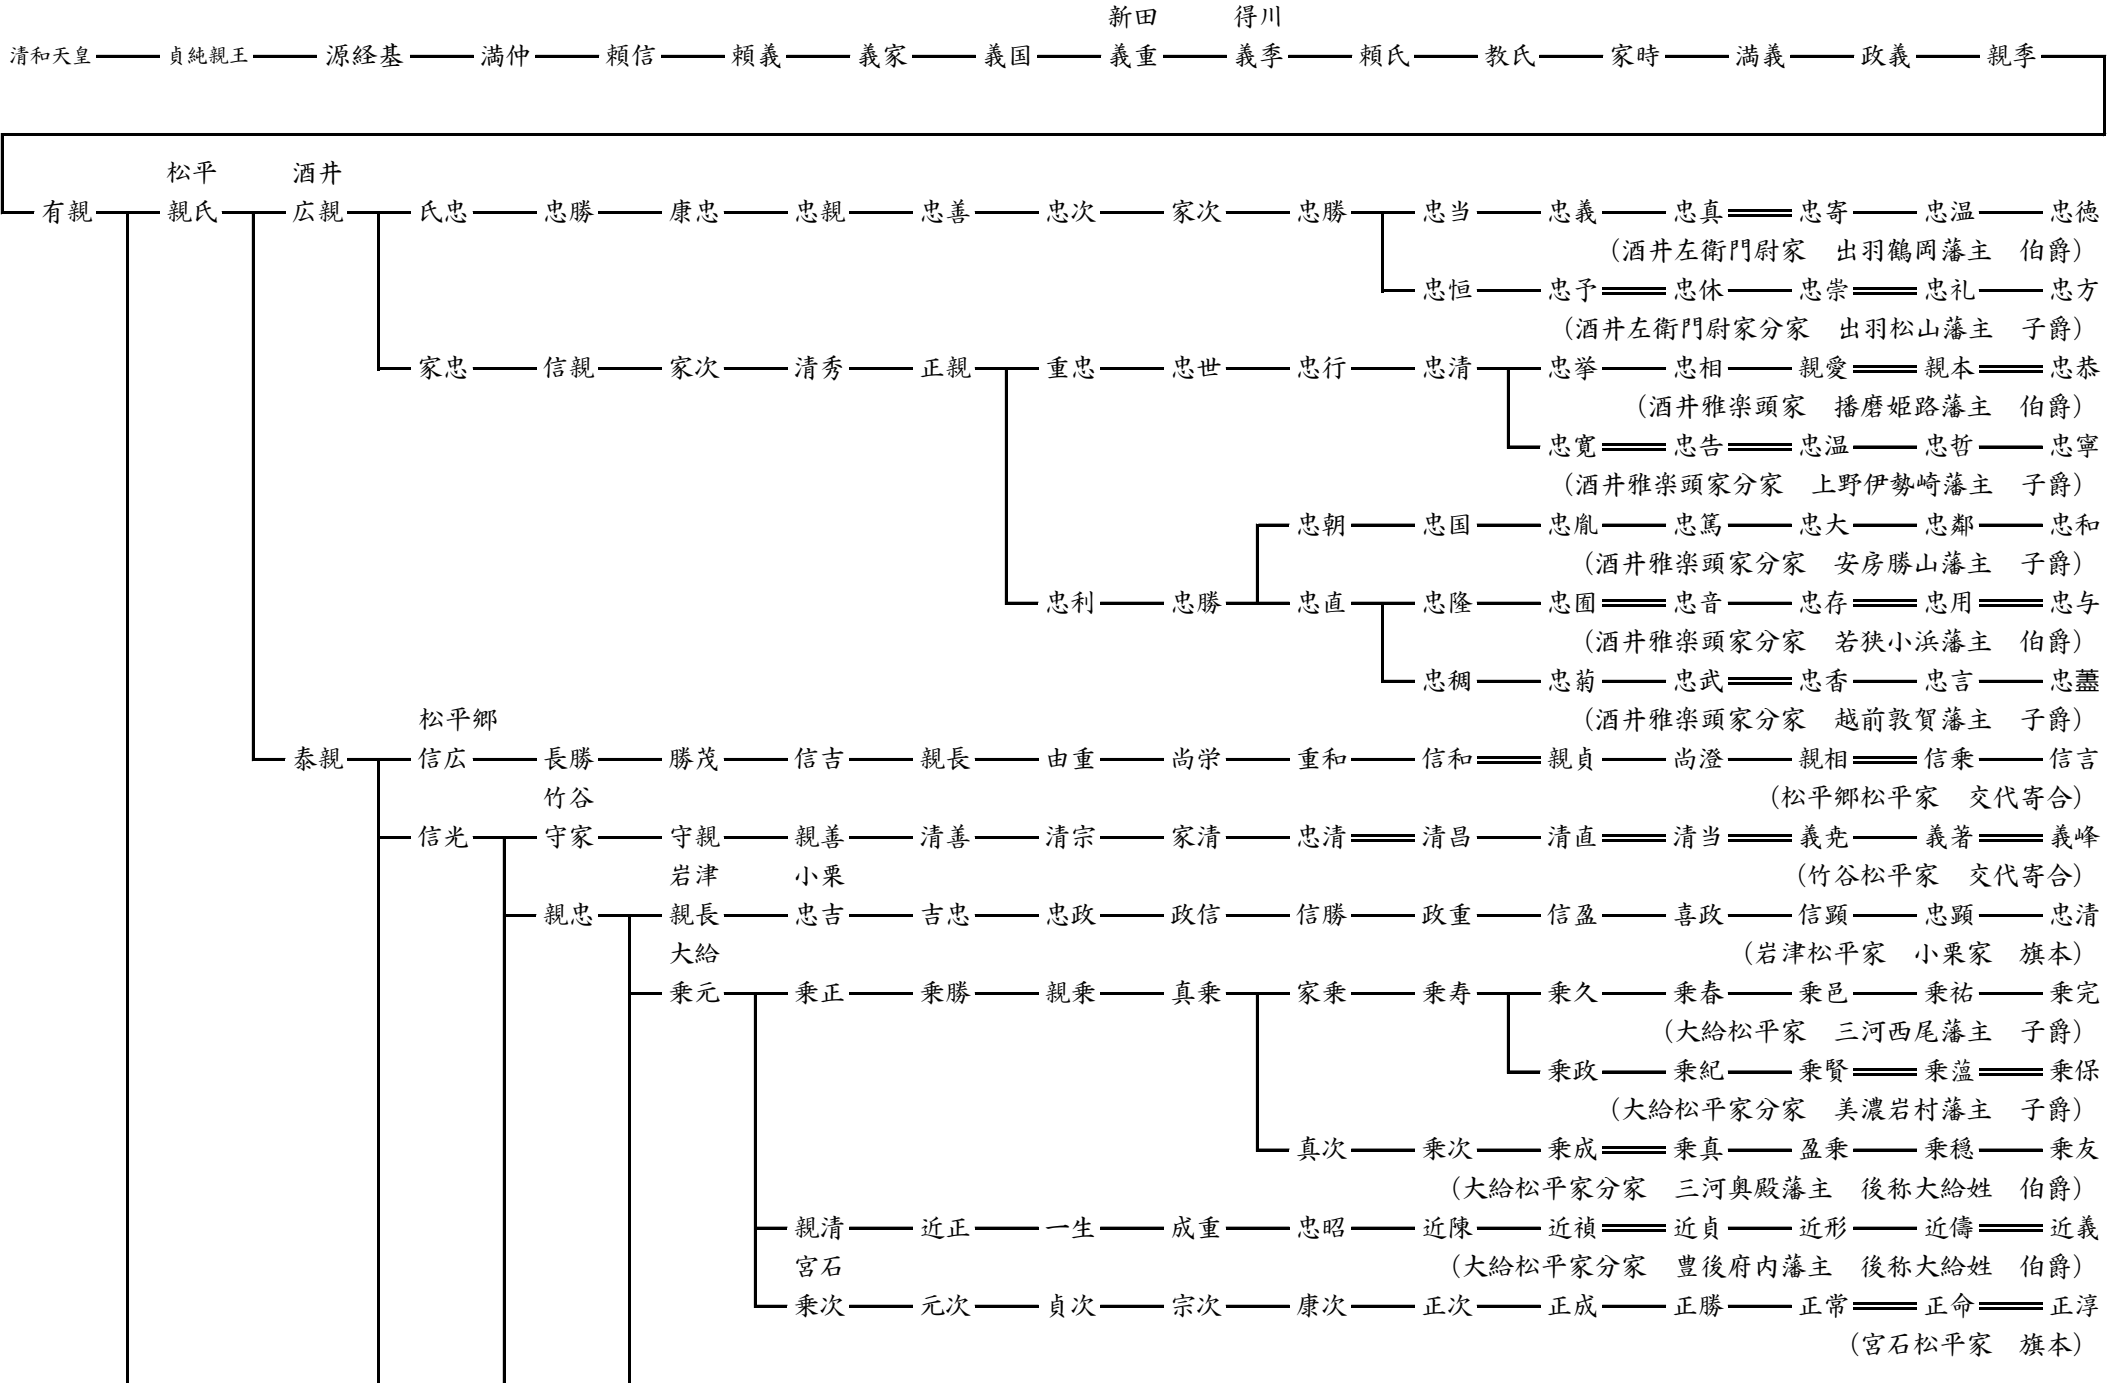 新田 得川
清和天皇 貞純親王 源経基 満仲 頼信 頼義 義家 義国 義重 義季 頼氏 教氏 家時 満義 政義 親季
松平 酒井
有親 親氏 広親 氏忠 忠勝 康忠 忠親 忠善 忠次 家次 忠勝 忠当 忠義 忠真 忠寄 忠温 忠徳
(酒井左衛門尉家 出羽鶴岡藩主 伯爵)
忠恒 忠予 忠休 忠崇 忠礼 忠方
(酒井左衛門尉家分家 出羽松山藩主 子爵)
家忠 信親 家次 清秀 正親 重忠 忠世 忠行 忠清 忠挙 忠相 親愛 親本 忠恭
(酒井雅楽頭家 播磨姫路藩主 伯爵)
忠寛 忠告 忠温 忠哲 忠寧
(酒井雅楽頭家分家 上野伊勢崎藩主 子爵)
忠朝 忠国 忠胤 忠篤 忠大 忠鄰 忠和
(酒井雅楽頭家分家 安房勝山藩主 子爵)
忠利 忠勝 忠直 忠隆 忠囿 忠音 忠存 忠用 忠与
(酒井雅楽頭家分家 若狭小浜藩主 伯爵)
忠稠 忠菊 忠武 忠香 忠言 忠藎
(酒井雅楽頭家分家 越前敦賀藩主 子爵)
松平郷
泰親 信広 長勝 勝茂 信吉 親長 由重 尚栄 重和 信和 親貞 尚澄 親相 信乗 信言
竹谷 (松平郷松平家 交代寄合)
信光 守家 守親 親善 清善 清宗 家清 忠清 清昌 清直 清当 義尭 義著 義峰
岩津 小栗 (竹谷松平家 交代寄合)
親忠 親長 忠吉 吉忠 忠政 政信 信勝 政重 信盈 喜政 信顕 忠顕 忠清
大給 (岩津松平家 小栗家 旗本)
乗元 乗正 乗勝 親乗 真乗 家乗 乗寿 乗久 乗春 乗邑 乗祐 乗完
(大給松平家 三河西尾藩主 子爵)
乗政 乗紀 乗賢 乗薀 乗保
(大給松平家分家 美濃岩村藩主 子爵)
真次 乗次 乗成 乗真 盈乗 乗穏 乗友
(大給松平家分家 三河奥殿藩主 後称大給姓 伯爵)
親清 近正 一生 成重 忠昭 近陳 近禎 近貞 近形 近儔 近義
宮石 (大給松平家分家 豊後府内藩主 後称大給姓 伯爵)
乗次 元次 貞次 宗次 康次 正次 正成 正勝 正常 正命 正淳
(宮石松平家 旗本)